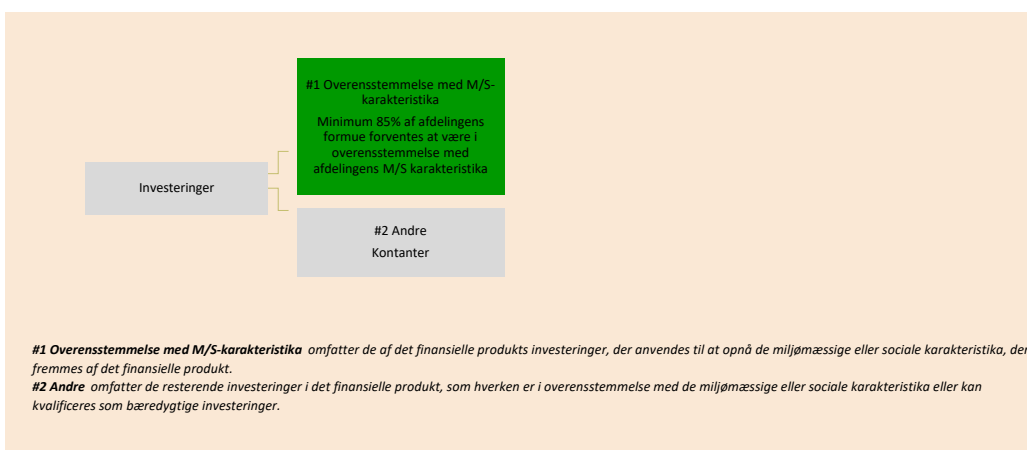 #1 Overensstemmelse med M/S-
karakteristika
Minimum 85% af afdelingens
formue forventes at være i
overensstemmelse med
afdelingens M/S karakteristika
Investeringer
#2 Andre
Kontanter
#1 Overensstemmelse med M/S-karakteristika omfatter de af det finansielle produkts investeringer, der anvendes til at opnå de miljømæssige eller sociale karakteristika, der
fremmes af det finansielle produkt.
#2 Andre omfatter de resterende investeringer i det finansielle produkt, som hverken er i overensstemmelse med de miljømæssige eller sociale karakteristika eller kan
kvalificeres som bæredygtige investeringer.